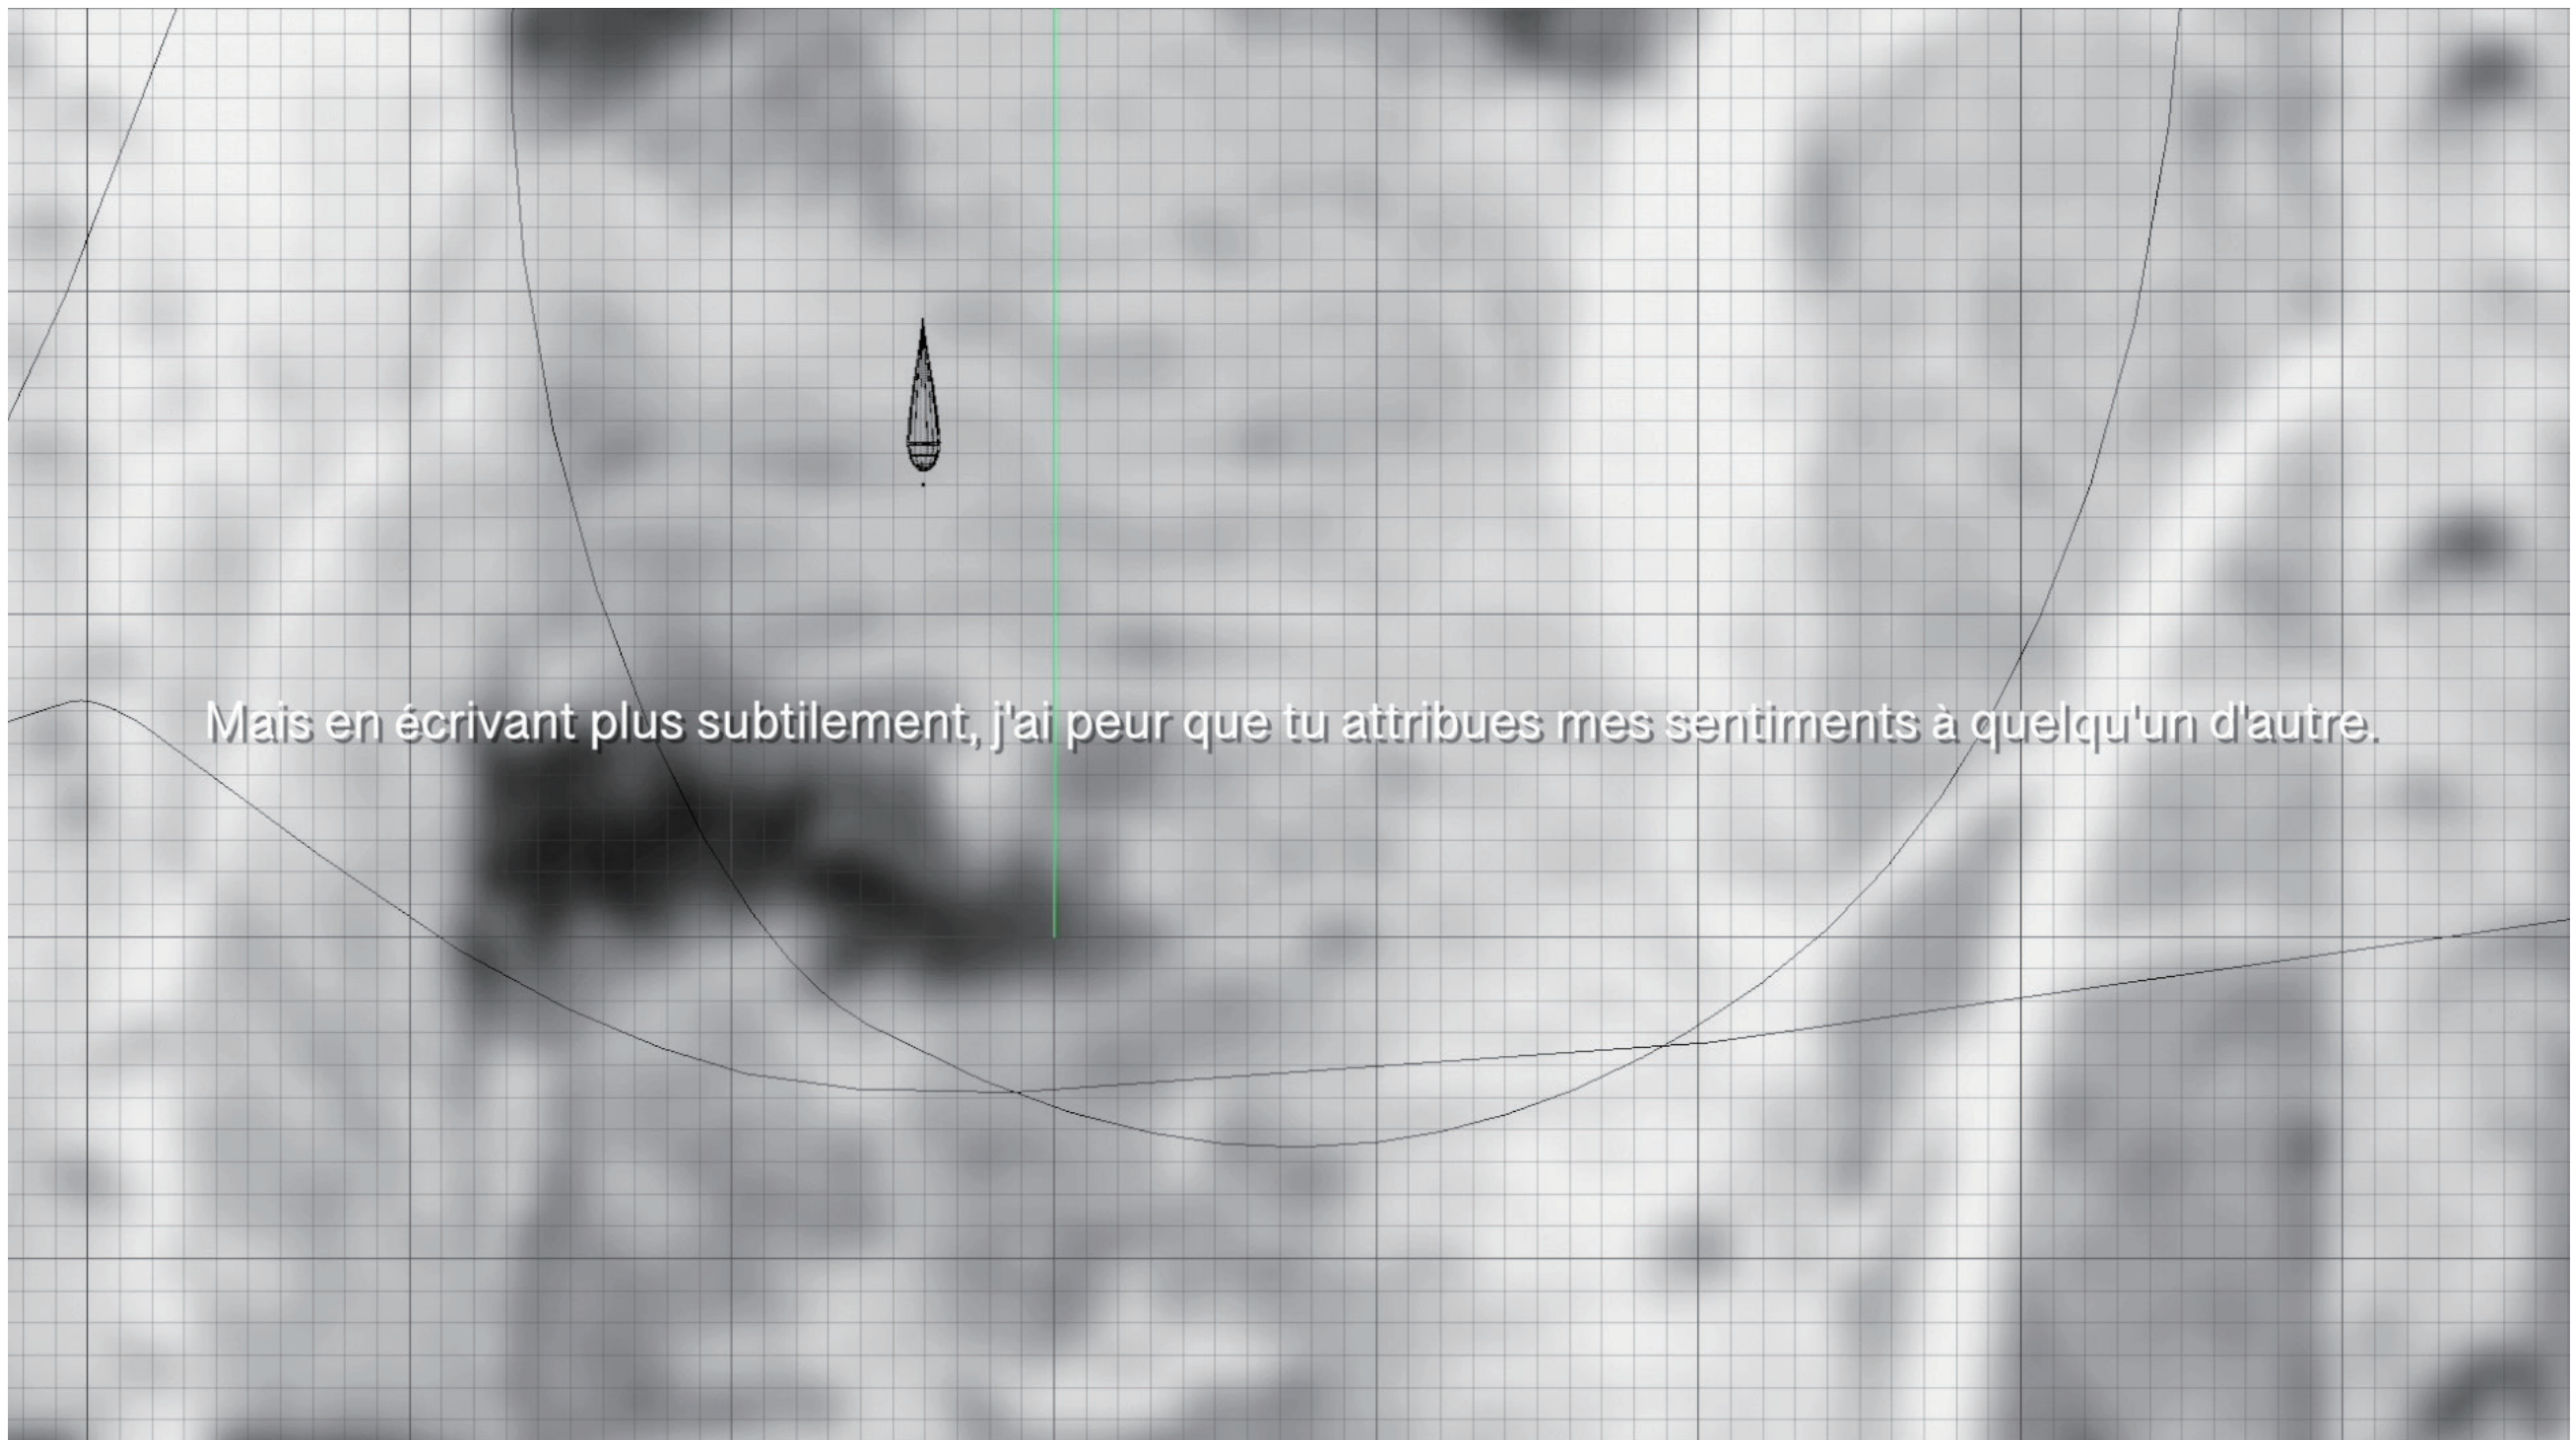 Mais en écrivant plus subtilement, j'ai peur que tu attribues mes sentiments à quelqu'un d'autre.